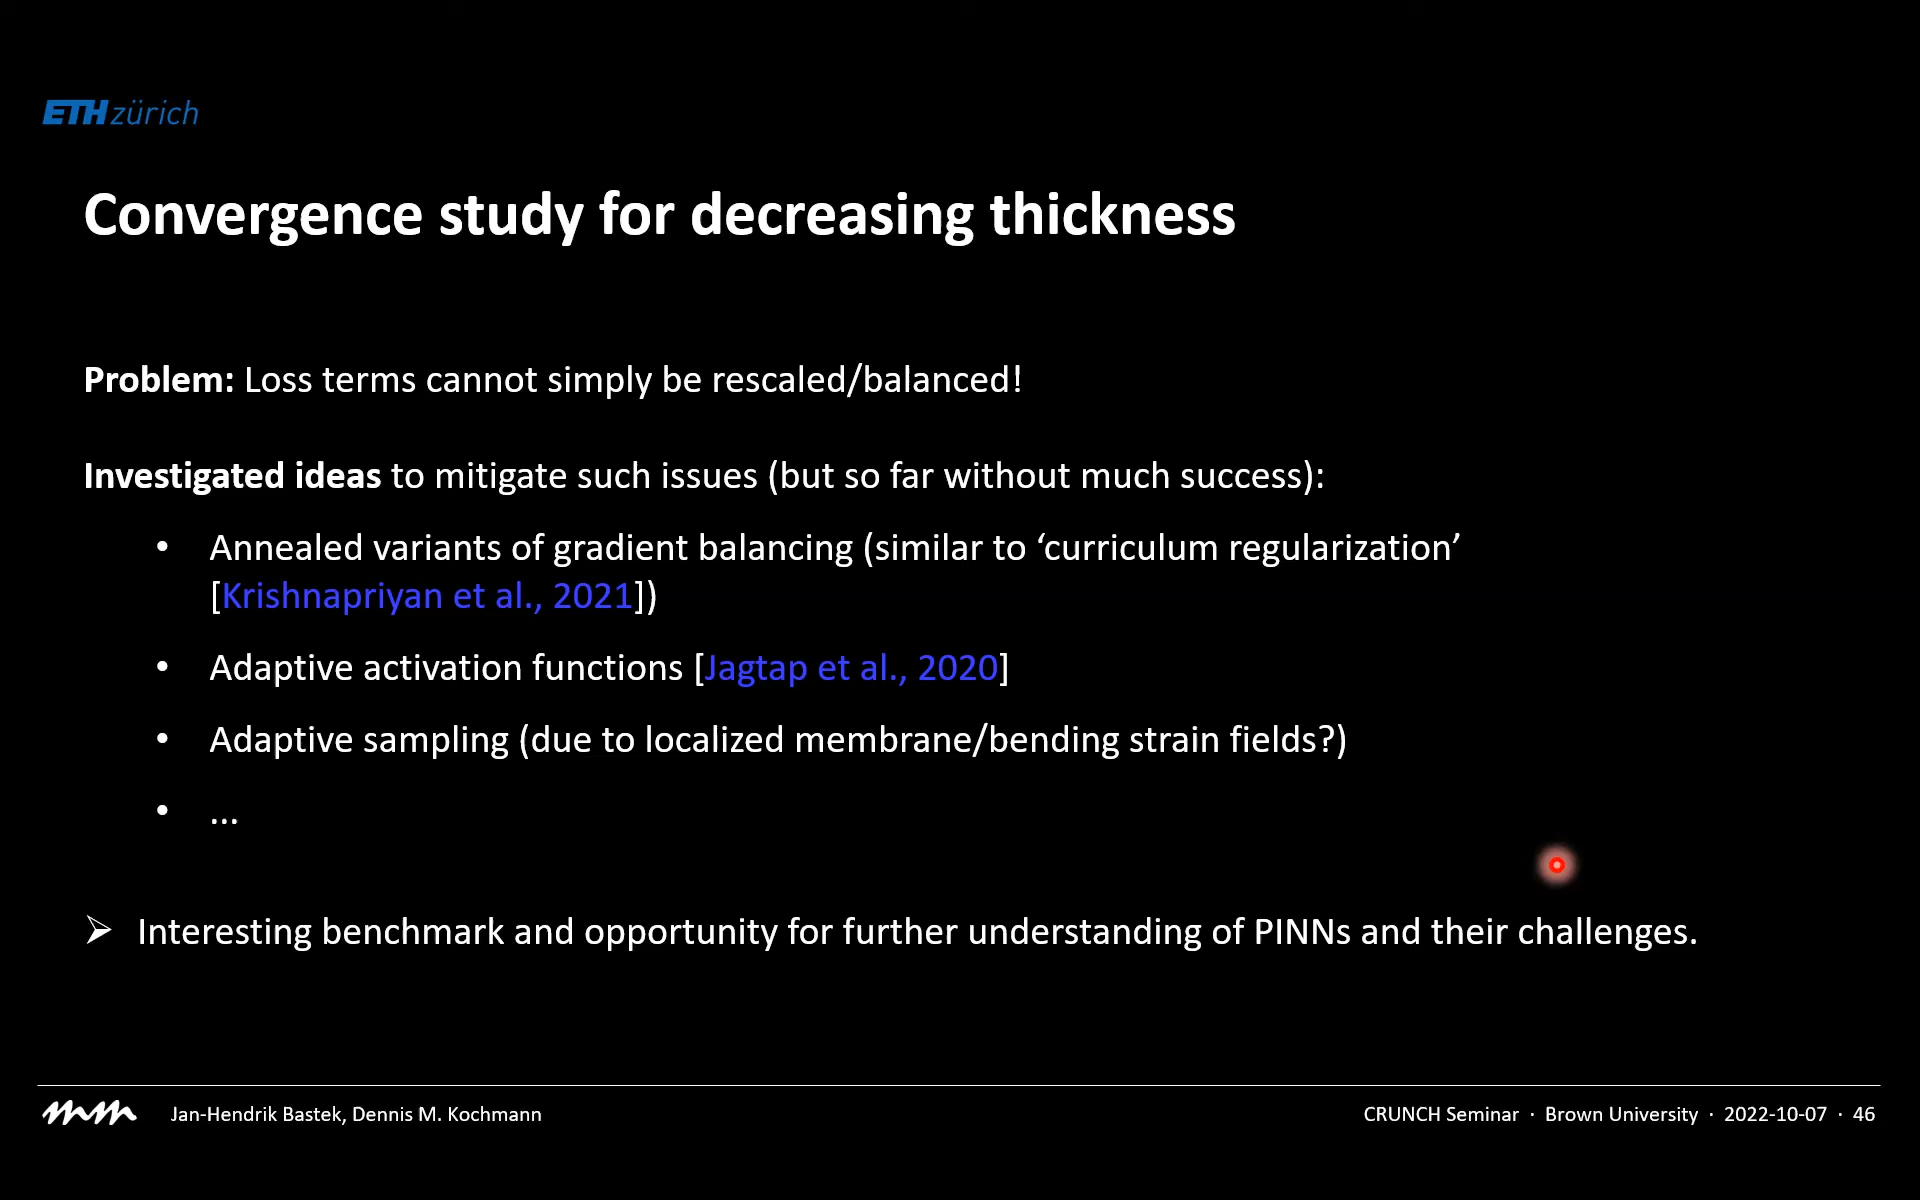 ETH zürich
Convergence study for decreasing thickness
Problem: Loss terms cannot simply be rescaled/balanced!
Investigated ideas to mitigate such issues (but so far without much success):
• Annealed variants of gradient balancing (similar to ‘curriculum regularization’
[Krishnapriyan et al., 2021])
• Adaptive activation functions [Jagtap et al., 2020]
• Adaptive sampling (due to localized membrane/bending strain fields?)
• ...
➢ Interesting benchmark and opportunity for further understanding of PINNs and their challenges.
mm Jan-Hendrik Bastek, Dennis M. Kochmann
CRUNCH Seminar · Brown University · 2022-10-07 · 46